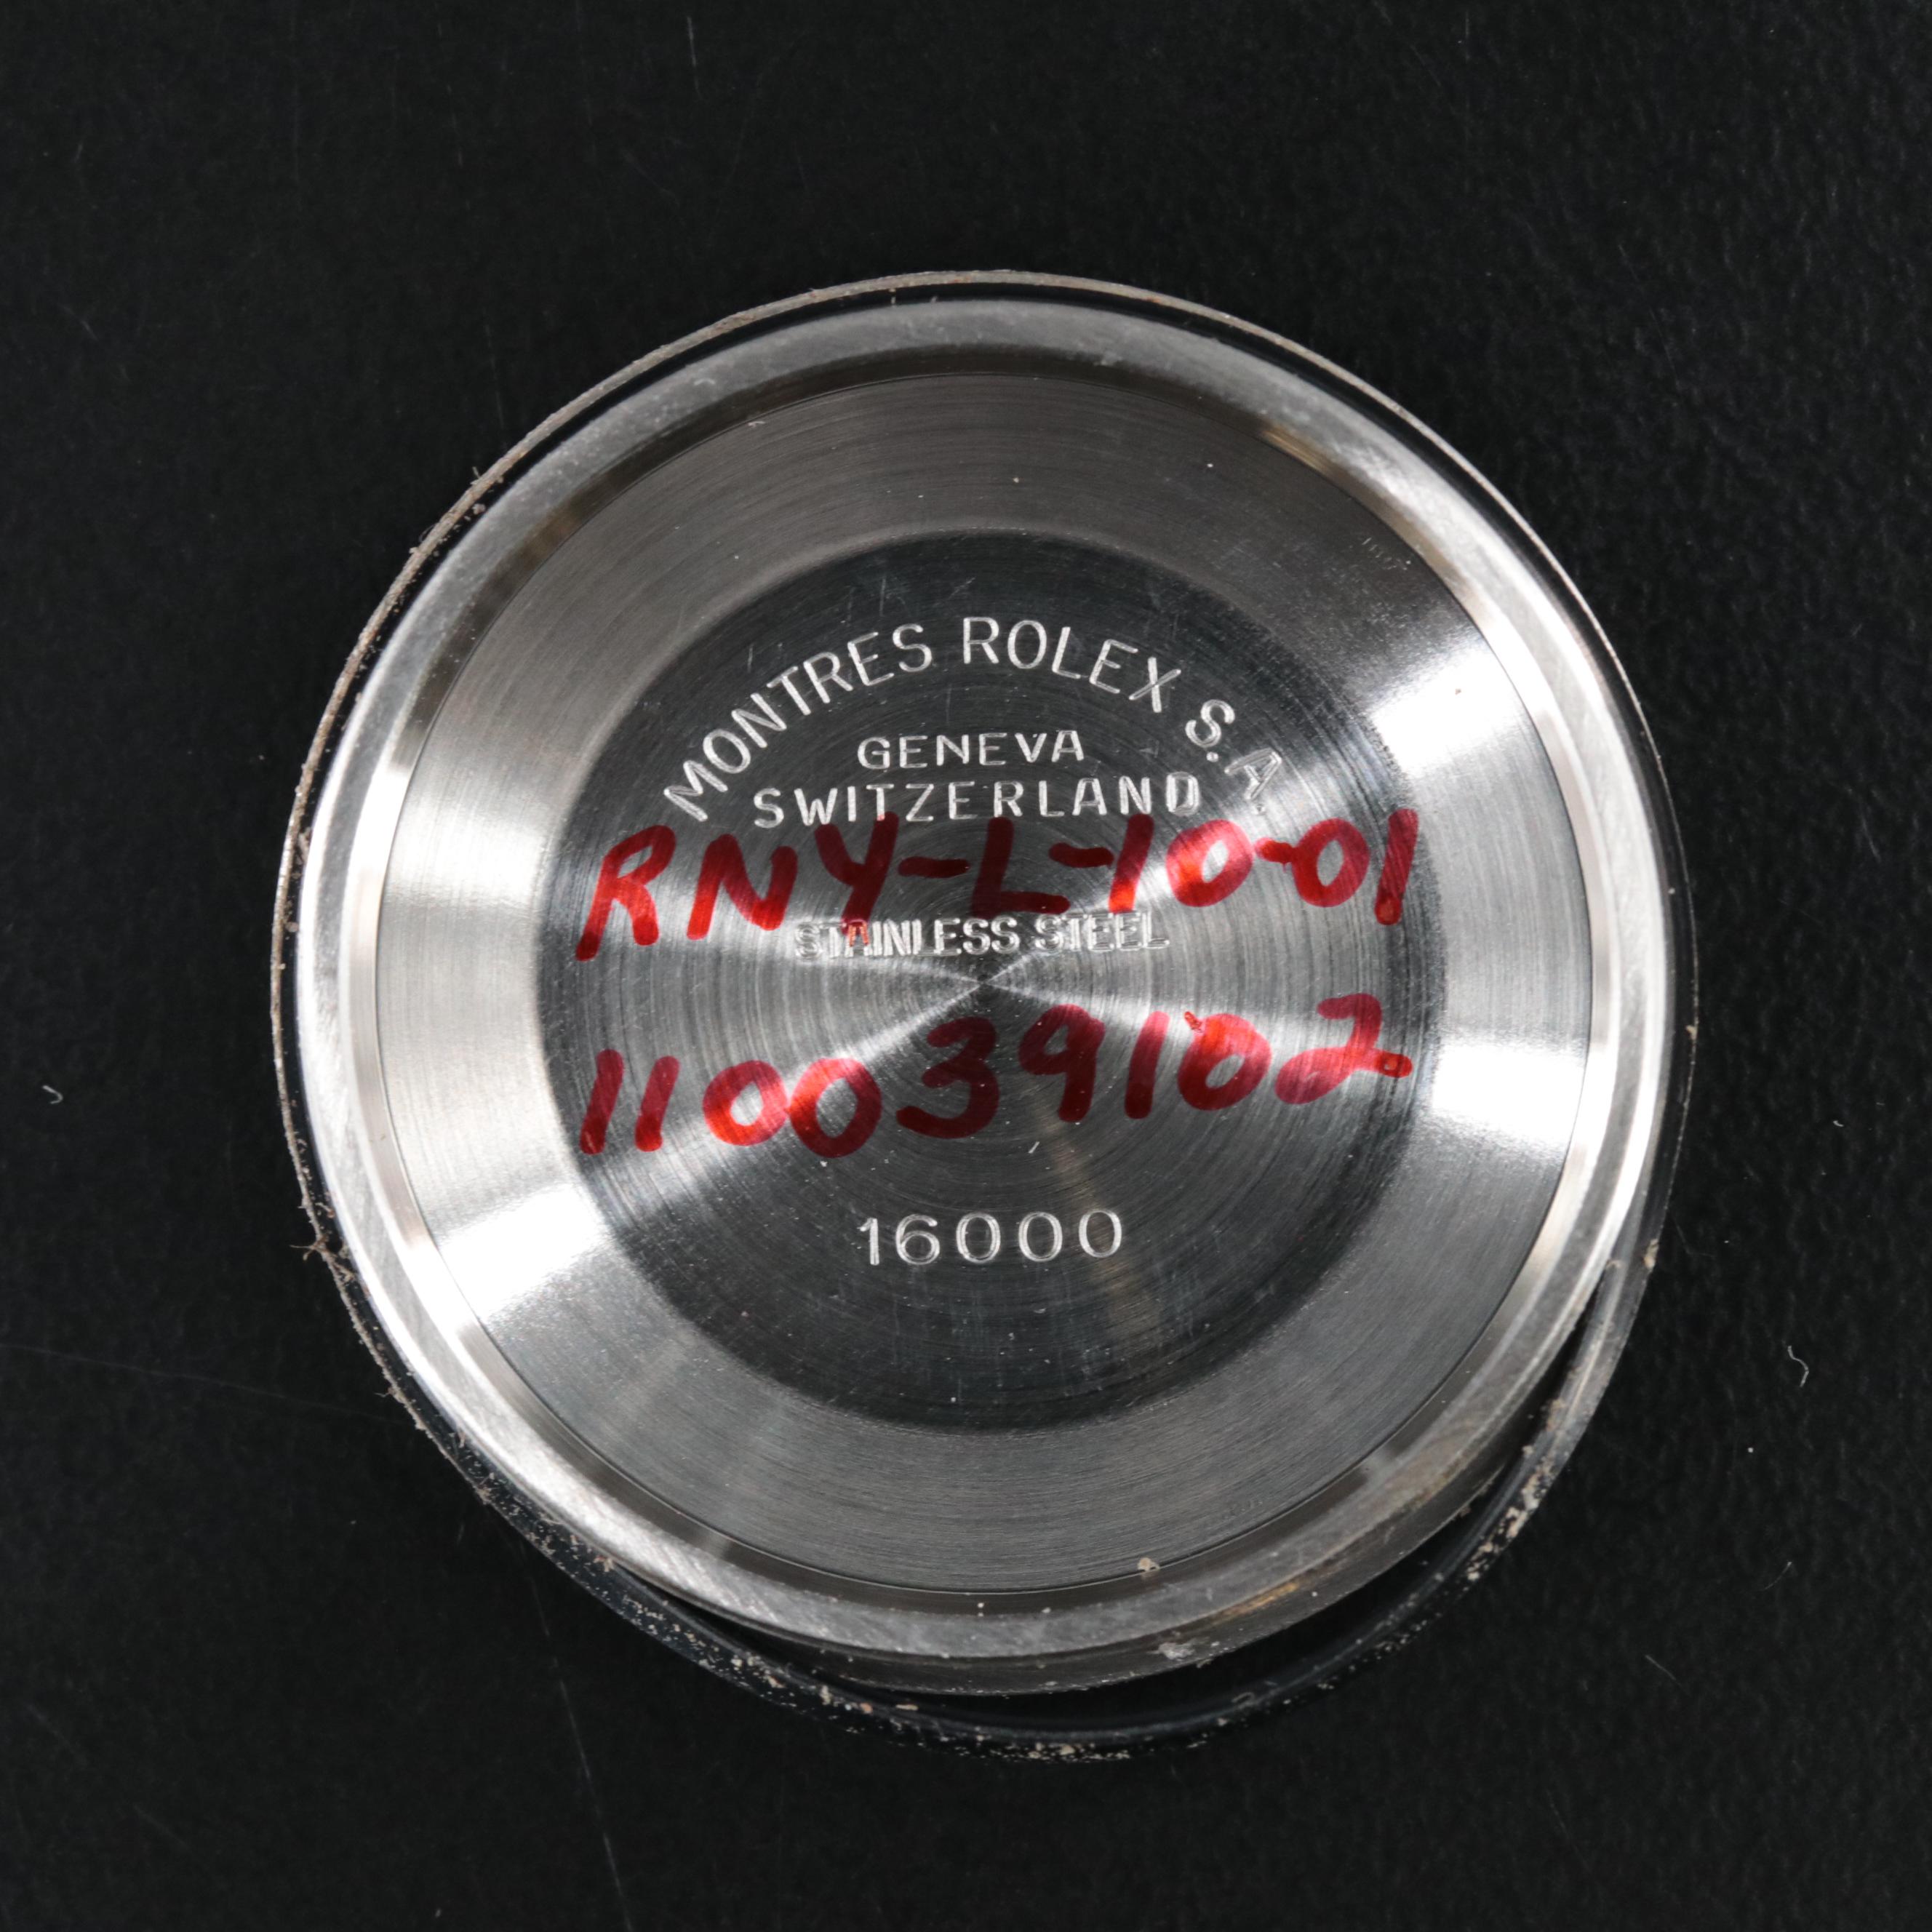 MONTRES ROLEX S.A.
GENEVA
SWITZERLAND
RNY-L-10-01
STAINLESS STEEL
110039102
16000